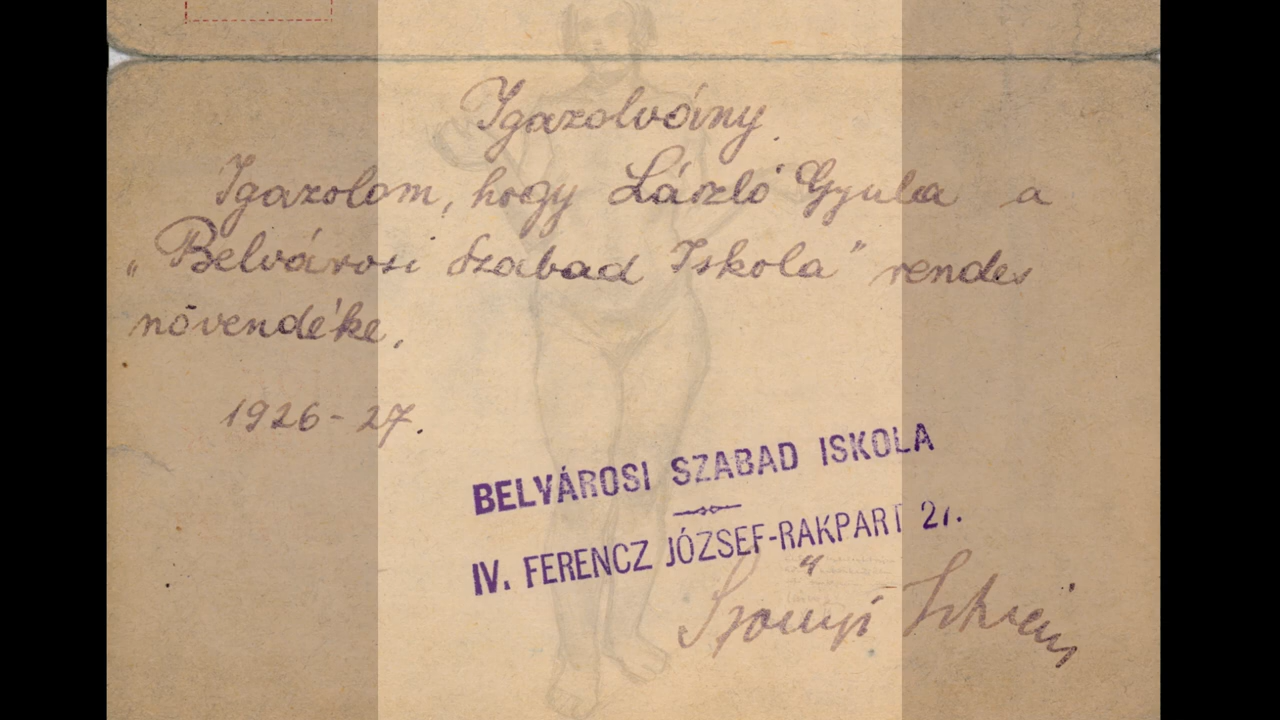 Igazolvány
Igazolom, hogy László Gyula a
„Belvárosi Szabad Iskola" rendes
növendéke.
1926-27.
BELVÁROSI SZABAD ISKOLA
IV. FERENCZ JÓZSEF-RAKPART 27.
Szőnyi